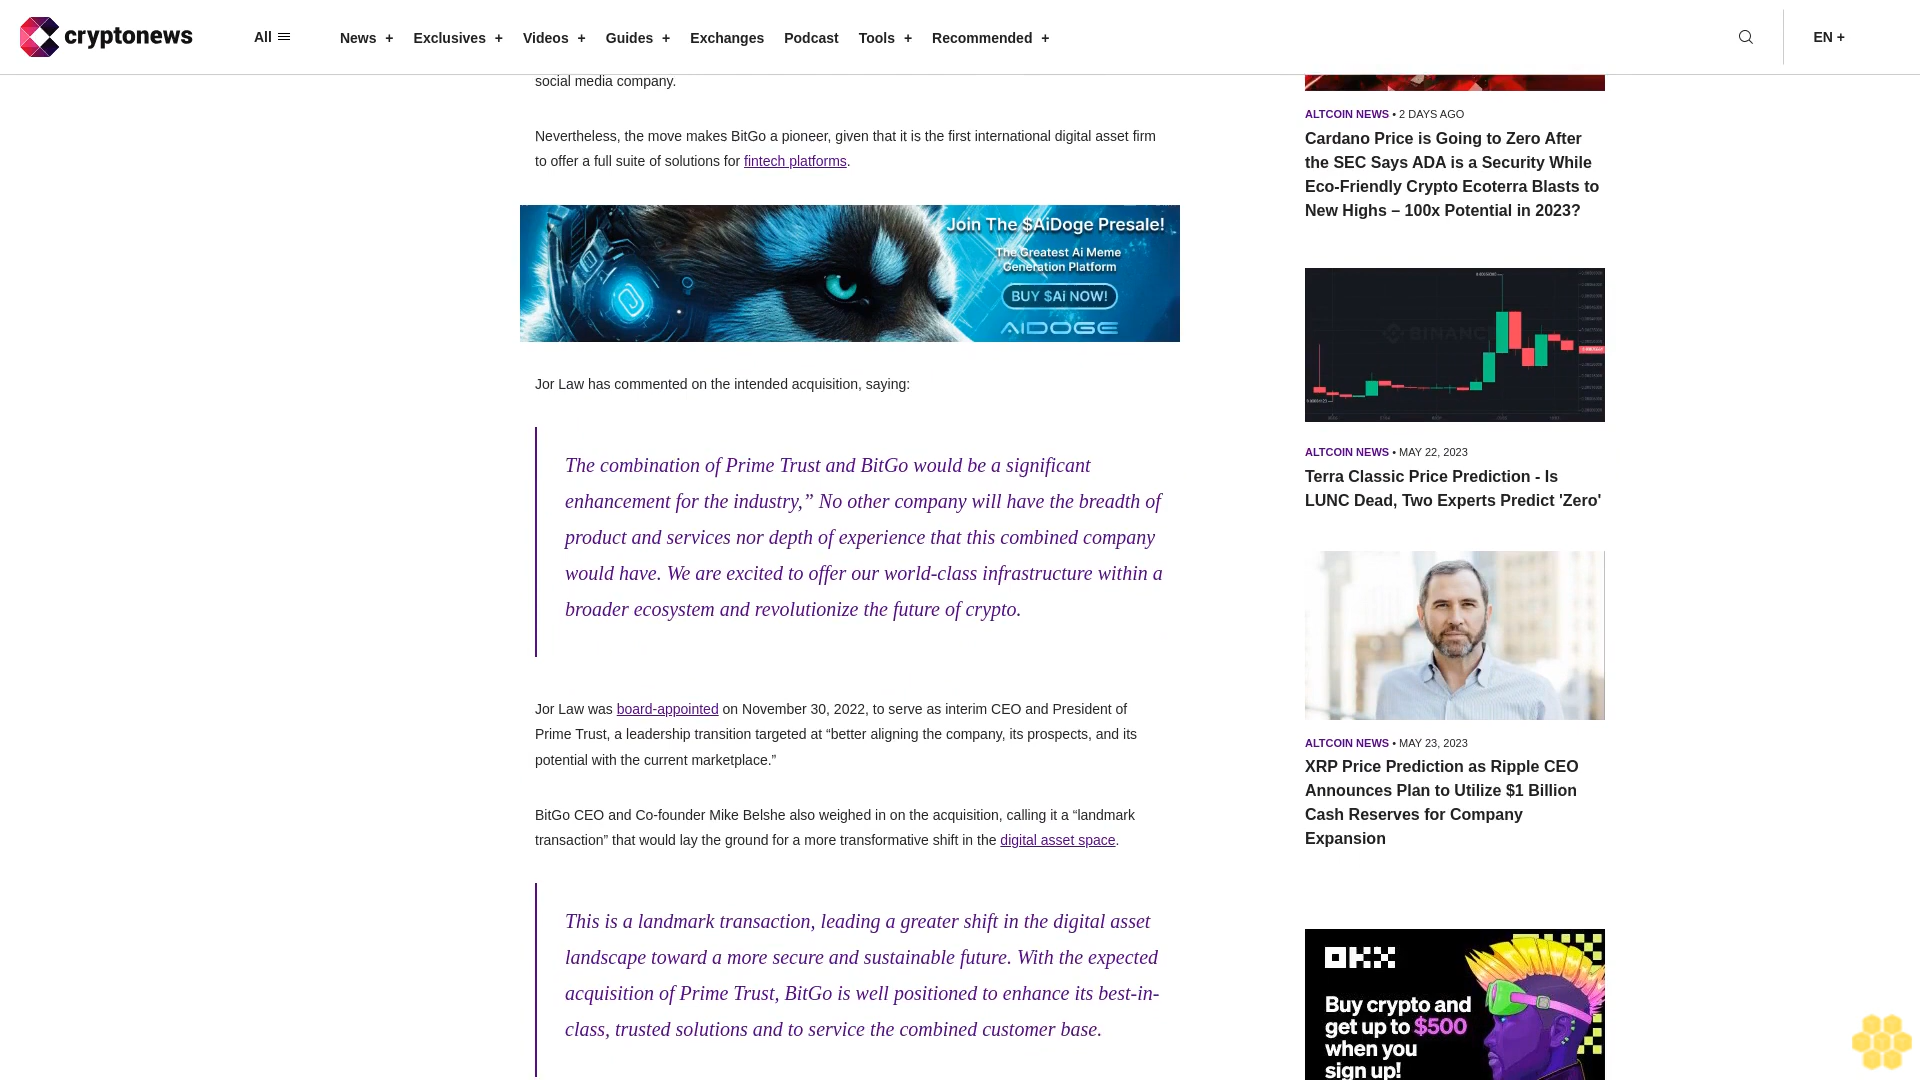 cryptonews
All
News +
Exclusives +
Videos +
Guides +
Exchanges
Podcast
Tools +
Recommended +
EN +
social media company.
Nevertheless, the move makes BitGo a pioneer, given that it is the first international digital asset firm
to offer a full suite of solutions for fintech platforms.
Join The $AiDoge Presale!
The Greatest Ai Meme
Generation Platform
BUY $Ai NOW!
AIDOGE
Jor Law has commented on the intended acquisition, saying:
The combination of Prime Trust and BitGo would be a significant
enhancement for the industry,” No other company will have the breadth of
product and services nor depth of experience that this combined company
would have. We are excited to offer our world-class infrastructure within a
broader ecosystem and revolutionize the future of crypto.
Jor Law was board-appointed on November 30, 2022, to serve as interim CEO and President of
Prime Trust, a leadership transition targeted at “better aligning the company, its prospects, and its
potential with the current marketplace.”
BitGo CEO and Co-founder Mike Belshe also weighed in on the acquisition, calling it a “landmark
transaction” that would lay the ground for a more transformative shift in the digital asset space.
This is a landmark transaction, leading a greater shift in the digital asset
landscape toward a more secure and sustainable future. With the expected
acquisition of Prime Trust, BitGo is well positioned to enhance its best-in-
class, trusted solutions and to service the combined customer base.
ALTCOIN NEWS • 2 DAYS AGO
Cardano Price is Going to Zero After
the SEC Says ADA is a Security While
Eco-Friendly Crypto Ecoterra Blasts to
New Highs – 100x Potential in 2023?
BINANCE
ALTCOIN NEWS • MAY 22, 2023
Terra Classic Price Prediction - Is
LUNC Dead, Two Experts Predict 'Zero'
ALTCOIN NEWS • MAY 23, 2023
XRP Price Prediction as Ripple CEO
Announces Plan to Utilize $1 Billion
Cash Reserves for Company
Expansion
OKX
Buy crypto and
get up to $500
when you
sign up!